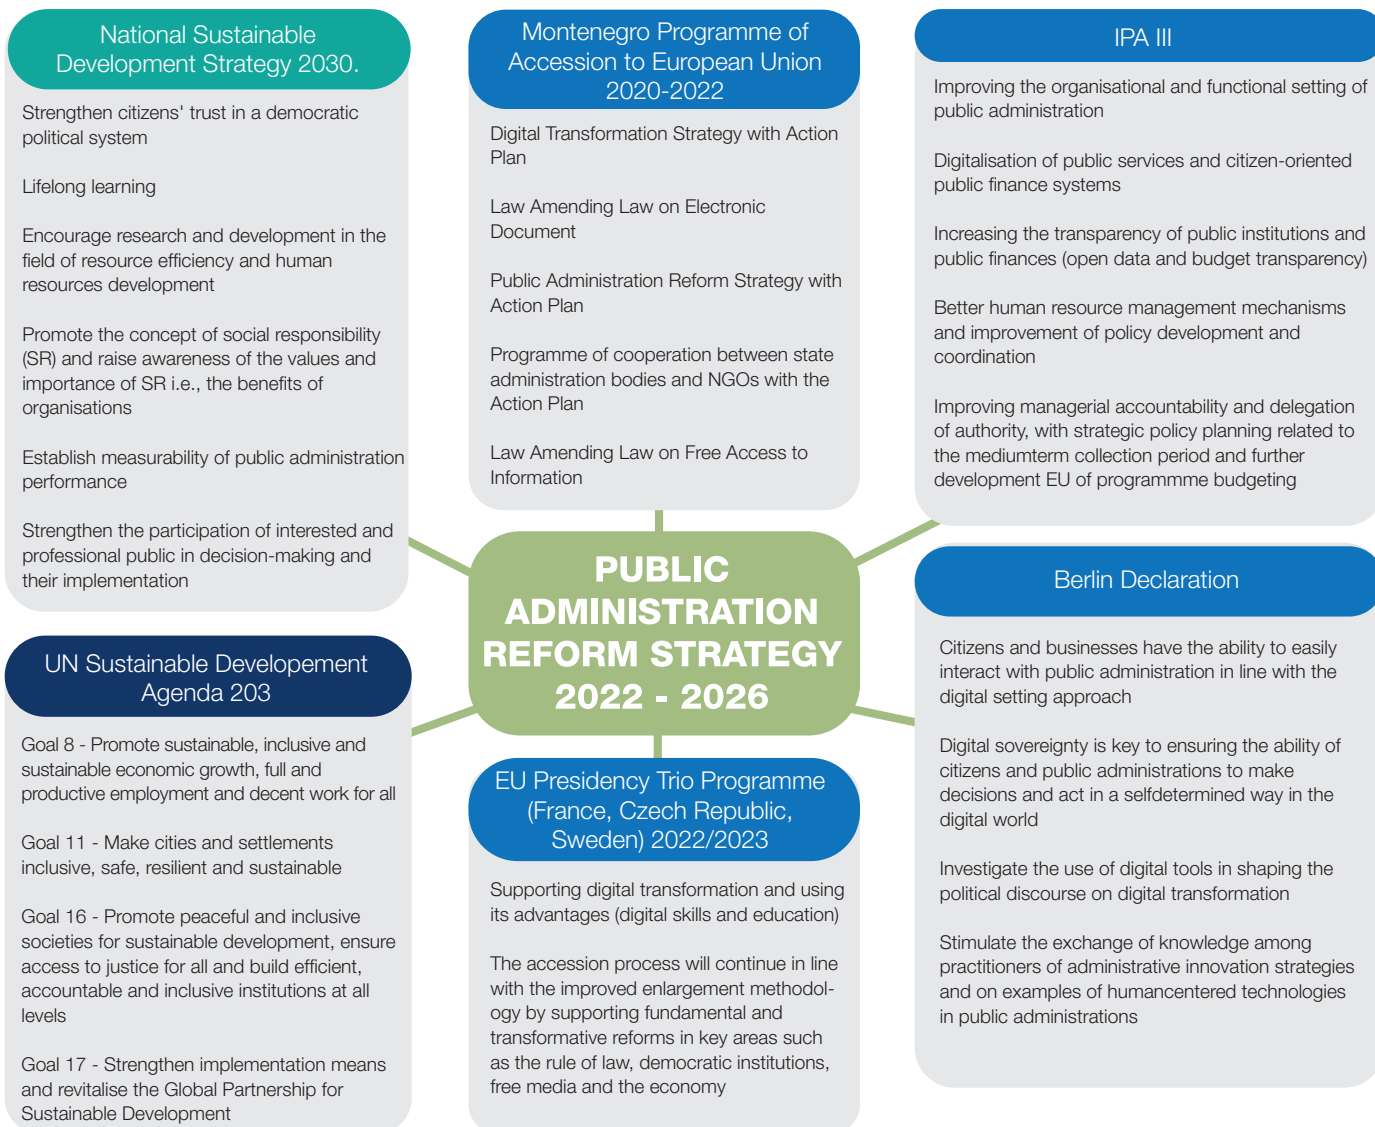 National Sustainable
Development Strategy 2030.
Strengthen citizens' trust in a democratic
political system
Lifelong learning
Encourage research and development in the
field of resource efficiency and human
resources development
Promote the concept of social responsibility
(SR) and raise awareness of the values and
importance of SR i.e., the benefits of
organisations
Establish measurability of public administration
performance
Strengthen the participation of interested and
professional public in decision-making and
their implementation
Montenegro Programme of
Accession to European Union
2020-2022
Digital Transformation Strategy with Action
Plan
Law Amending Law on Electronic
Document
Public Administration Reform Strategy with
Action Plan
Programme of cooperation between state
administration bodies and NGOs with the
Action Plan
Law Amending Law on Free Access to
Information
IPA III
Improving the organisational and functional setting of
public administration
Digitalisation of public services and citizen-oriented
public finance systems
Increasing the transparency of public institutions and
public finances (open data and budget transparency)
Better human resource management mechanisms
and improvement of policy development and
coordination
Improving managerial accountability and delegation
of authority, with strategic policy planning related to
the mediumterm collection period and further
development EU of programmme budgeting
PUBLIC
ADMINISTRATION
REFORM STRATEGY
2022 - 2026
UN Sustainable Developement
Agenda 203
Goal 8 - Promote sustainable, inclusive and
sustainable economic growth, full and
productive employment and decent work for all
Goal 11 - Make cities and settlements
inclusive, safe, resilient and sustainable
Goal 16 - Promote peaceful and inclusive
societies for sustainable development, ensure
access to justice for all and build efficient,
accountable and inclusive institutions at all
levels
Goal 17 - Strengthen implementation means
and revitalise the Global Partnership for
Sustainable Development
EU Presidency Trio Programme
(France, Czech Republic,
Sweden) 2022/2023
Supporting digital transformation and using
its advantages (digital skills and education)
The accession process will continue in line
with the improved enlargement methodol-
ogy by supporting fundamental and
transformative reforms in key areas such
as the rule of law, democratic institutions,
free media and the economy
Berlin Declaration
Citizens and businesses have the ability to easily
interact with public administration in line with the
digital setting approach
Digital sovereignty is key to ensuring the ability of
citizens and public administrations to make
decisions and act in a selfdetermined way in the
digital world
Investigate the use of digital tools in shaping the
political discourse on digital transformation
Stimulate the exchange of knowledge among
practitioners of administrative innovation strategies
and on examples of humancentered technologies
in public administrations